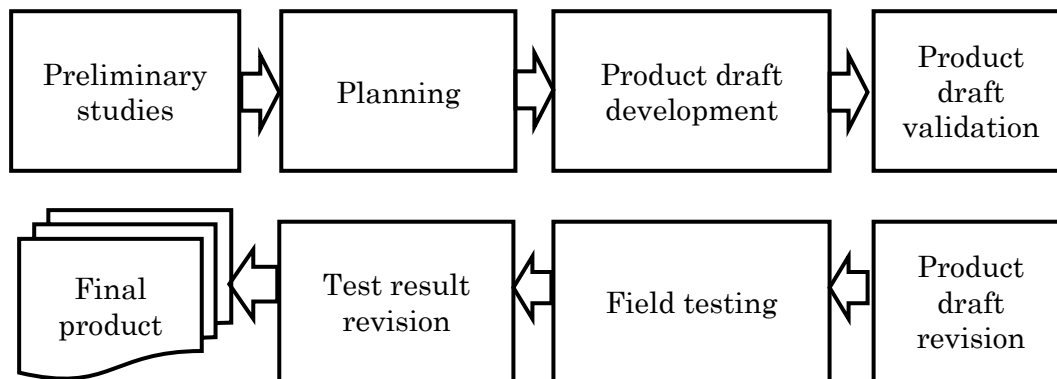 Preliminary
studies
Planning
Product draft
development
Product
draft
validation
Final
product
Test result
revision
Field testing
Product
draft
revision